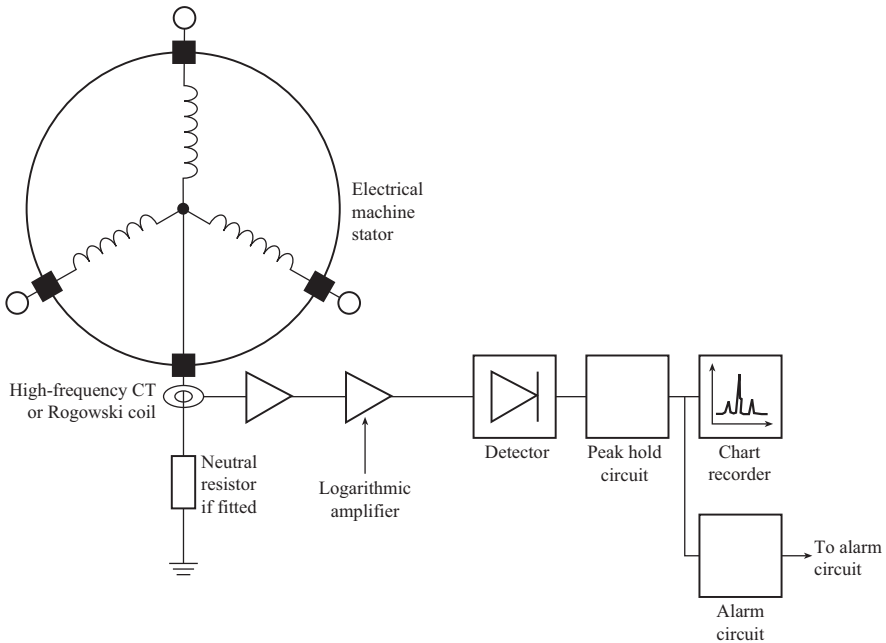 Electrical
machine
stator
High-frequency CT
or Rogowski coil
Neutral
resistor
if fitted
Logarithmic
amplifier
Detector
Peak hold
circuit
Chart
recorder
To alarm
circuit
Alarm
circuit